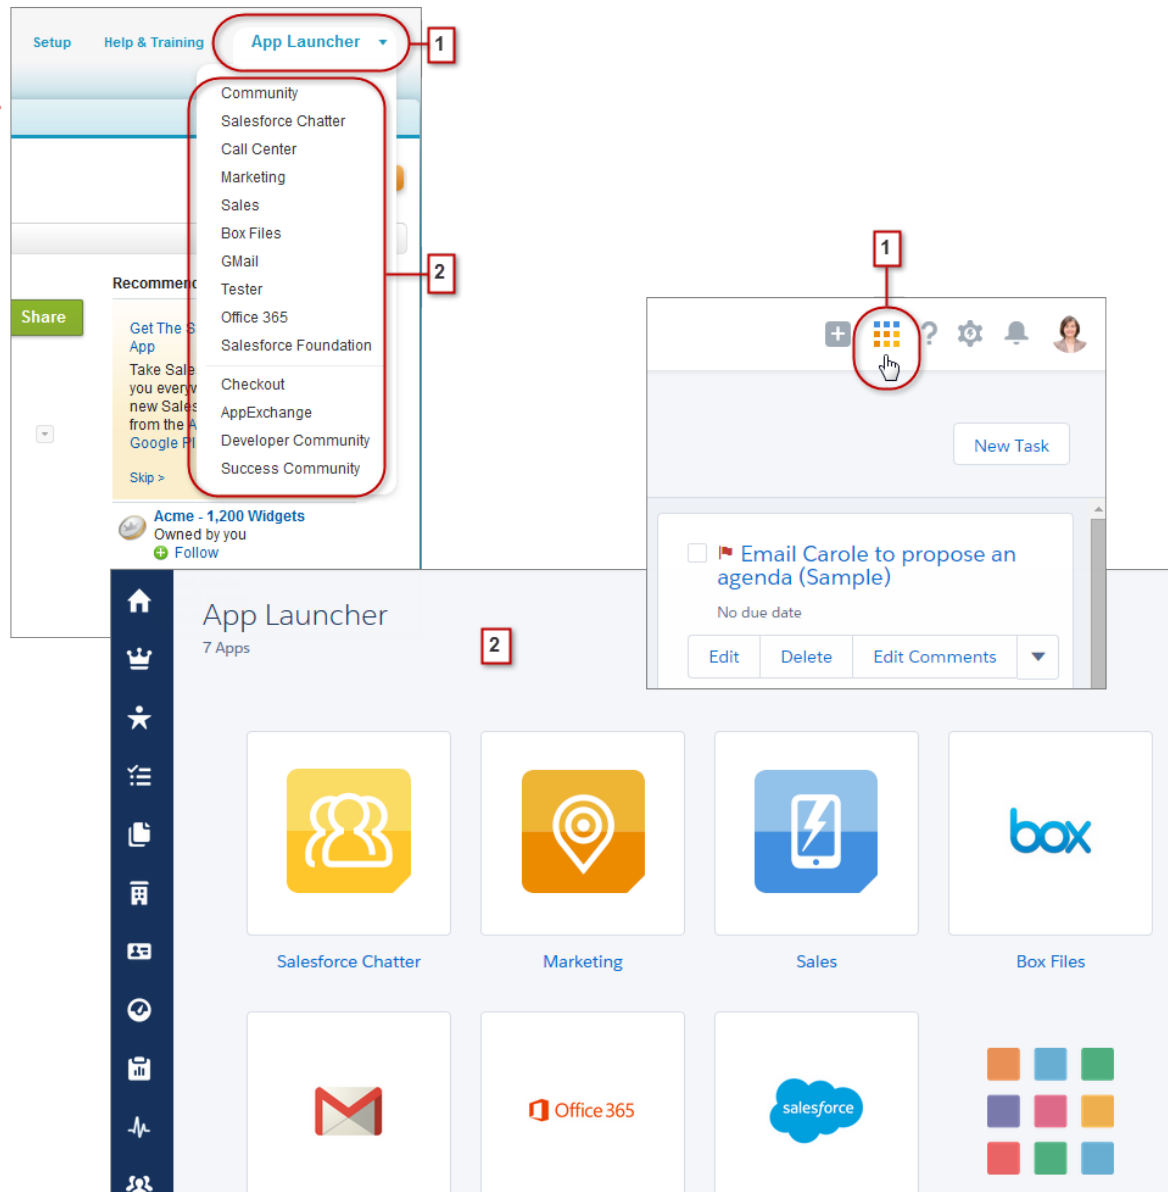 Setup
Help & Training
App Launcher
1
Community
Salesforce Chatter
Call Center
Marketing
Sales
Box Files
GMail
Tester
Office 365
Salesforce Foundation
Checkout
AppExchange
Developer Community
Success Community
2
Share
Recommen
Get The S
App
Take Sale
you everyw
new Sales
from the A
Google Pl
Skip >
Acme - 1,200 Widgets
Owned by you
Follow
1
?
New Task
Email Carole to propose an
agenda (Sample)
No due date
Edit
Delete
Edit Comments
App Launcher
7 Apps
2
Salesforce Chatter
Marketing
Sales
box
Box Files
Office 365
salesforce